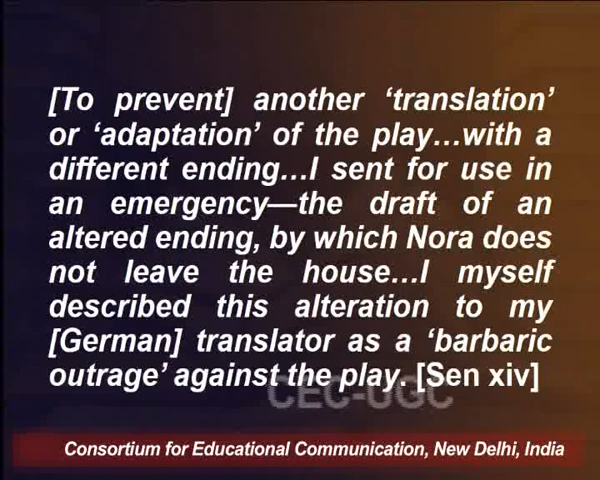 [To prevent] another ‘translation’
or ‘adaptation’ of the play…with a
different ending…I sent for use in
an emergency—the draft of an
altered ending, by which Nora does
not leave the house…I myself
described this alteration to my
[German] translator as a ‘barbaric
outrage’ against the play. [Sen xiv]
CEC-UGC
Consortium for Educational Communication, New Delhi, India